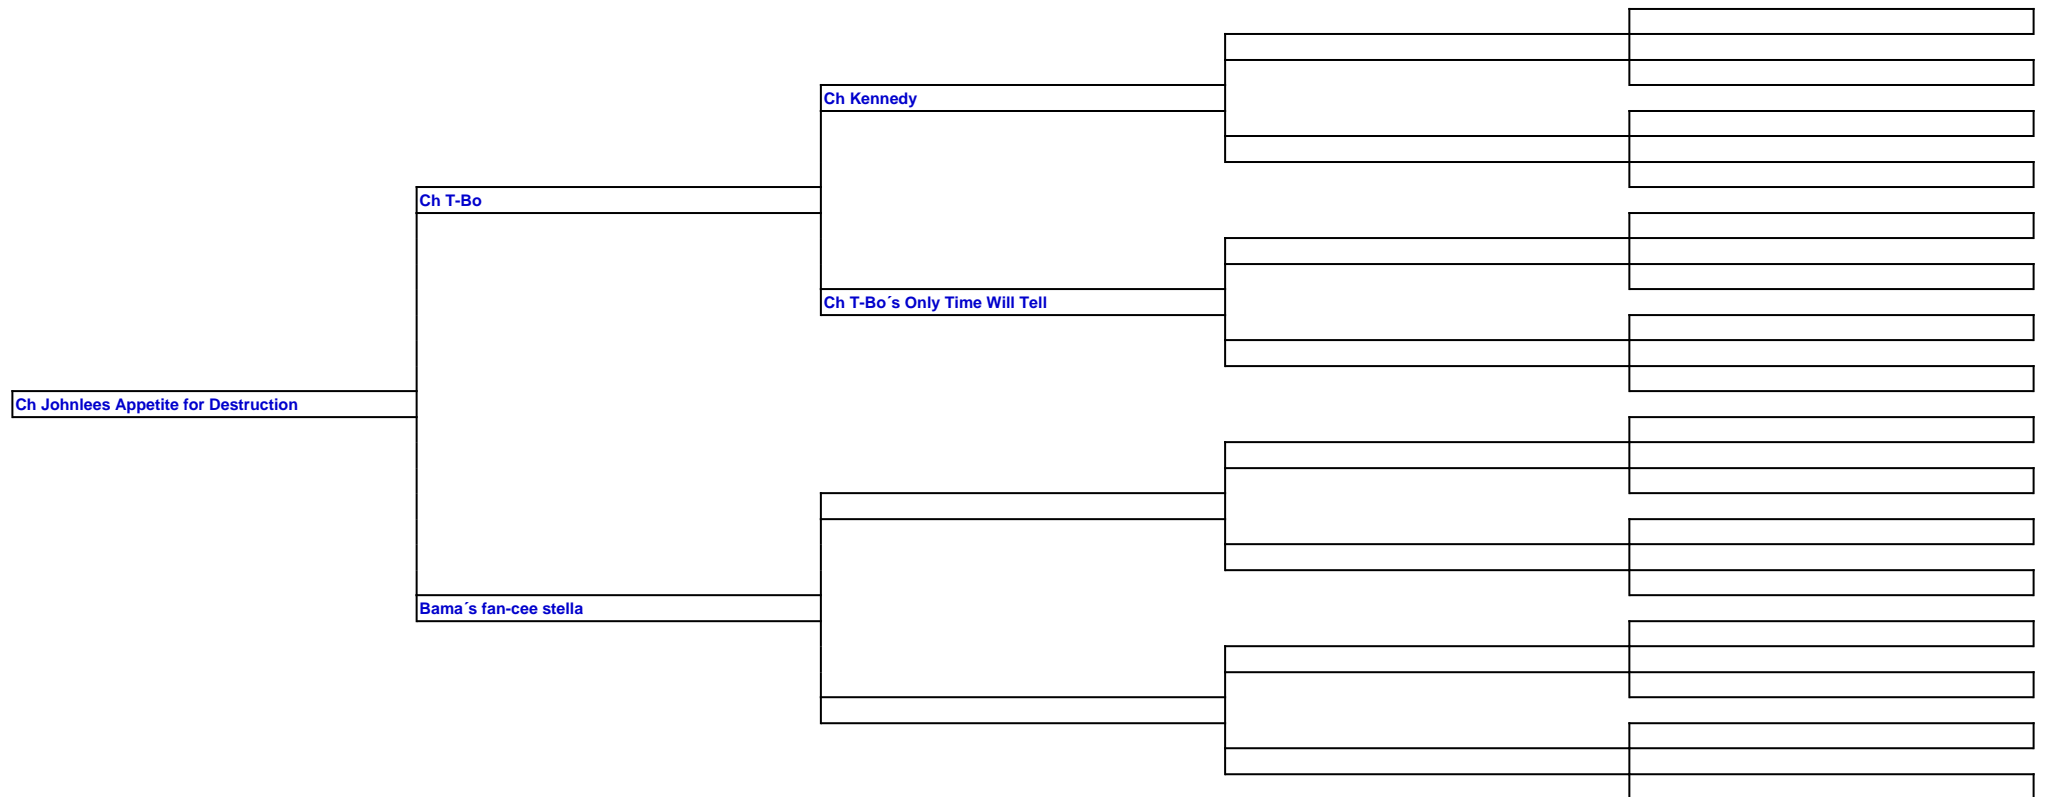 Ch Kennedy
Ch T-Bo
Ch T-Bo´s Only Time Will Tell
Ch Johnlees Appetite for Destruction
Bama´s fan-cee stella